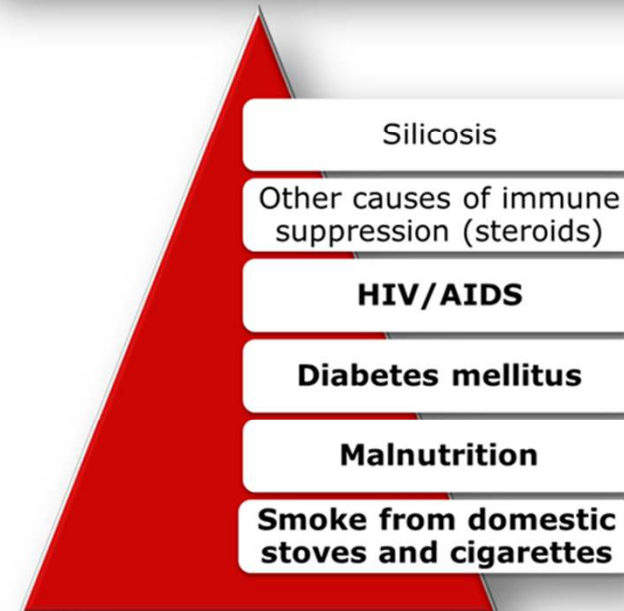 Silicosis
Other causes of immune
suppression (steroids)
HIV/AIDS
Diabetes mellitus
Malnutrition
Smoke from domestic
stoves and cigarettes